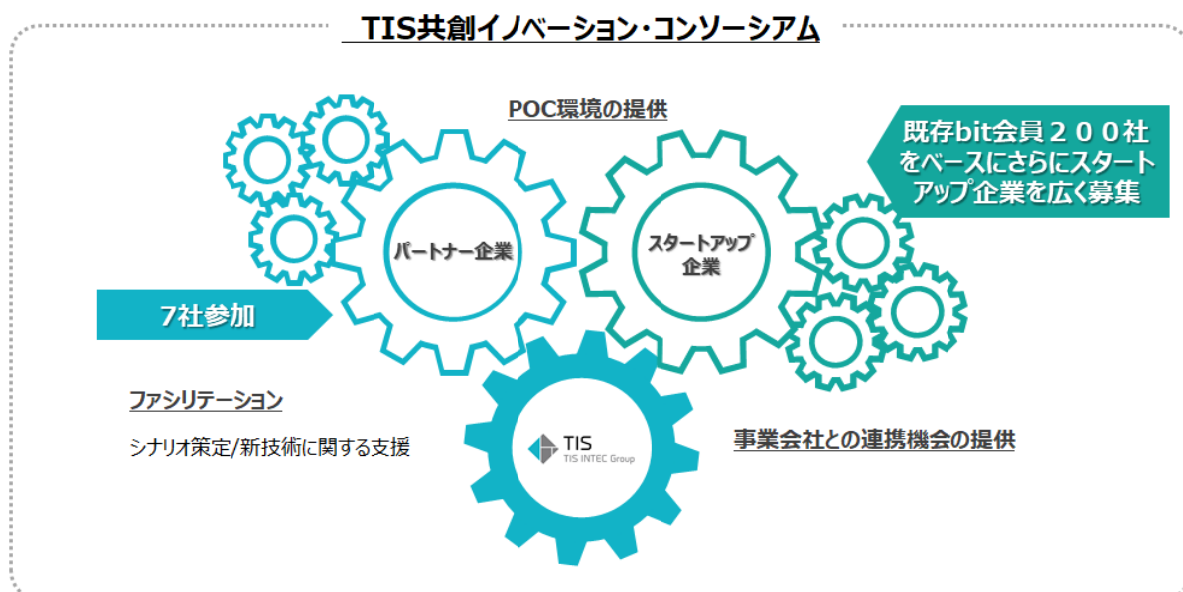 TIS共創イノベーション・コンソーシアム
POC環境の提供
既存bit会員２００社
をベースにさらにスタート
アップ企業を広く募集
パートナー企業
スタートアップ
企業
7社参加
ファシリテーション
シナリオ策定/新技術に関する支援
TIS
TIS INTEC Group
事業会社との連携機会の提供